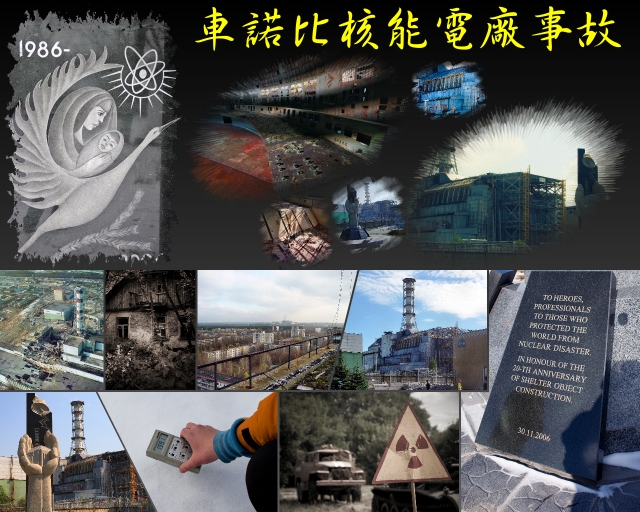 車諾比核能電廠事故
1986-
TO HEROES,
PROFESSIONALS
TO THOSE WHO
PROTECTED THE
WORLD FROM
NUCLEAR DISASTER.
IN HONOUR OF THE
20-TH ANNIVERSARY
OF SHELTER OBJECT
CONSTRUCTION.
30.11.2006